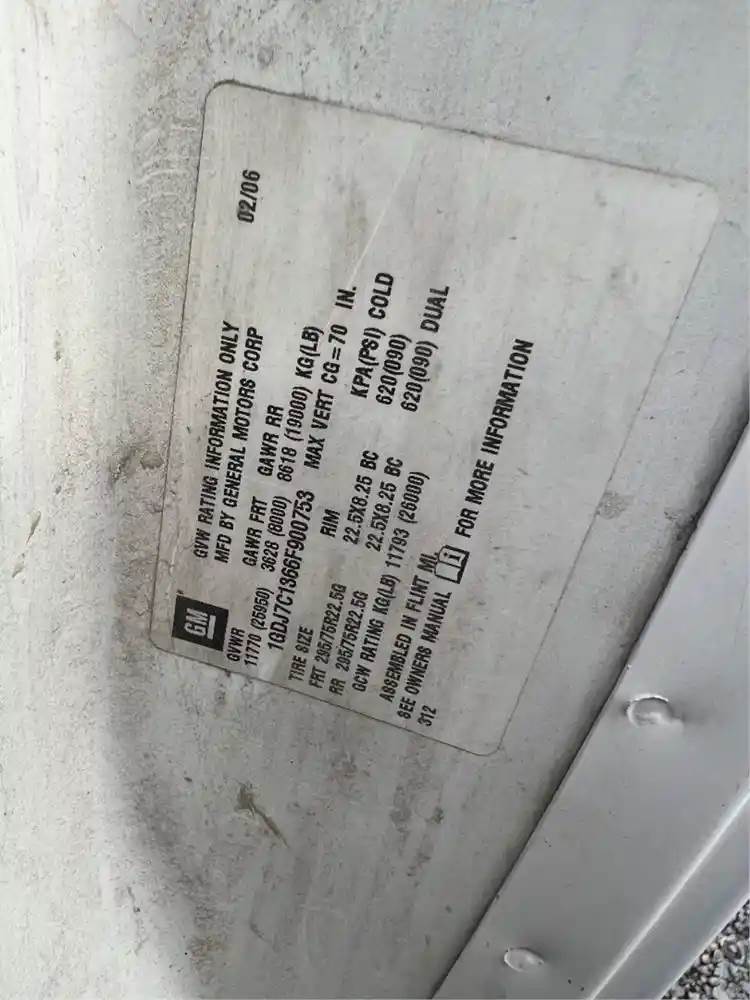 GM
GVW RATING INFORMATION ONLY
MFD BY GENERAL MOTORS CORP 02/06
GVWR GAWR FRT GAWR RR
11770 (25950) 3628 (8000) 8618 (19000) KG(LB)
1GDJ7C1366F900753 MAX VERT CG=70 IN.
TIRE SIZE RIM KPA(PSI) COLD
FRT 295/75R22.5G 22.5X8.25 BC 620(090)
RR 295/75R22.5G 22.5X8.25 BC 620(090) DUAL
GCW RATING KG(LB) 11793 (26000)
ASSEMBLED IN FLINT MI.
SEE OWNERS MANUAL FOR MORE INFORMATION
312